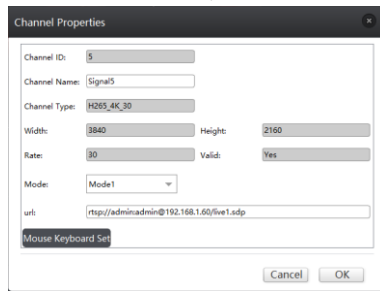 Channel Properties
Channel ID: 5
Channel Name: Signal5
Channel Type: H265_4K_30
Width: 3840 Height: 2160
Rate: 30 Valid: Yes
Mode: Mode1
url: rtsp://admin:admin@192.168.1.60/live1.sdp
Mouse Keyboard Set
Cancel OK